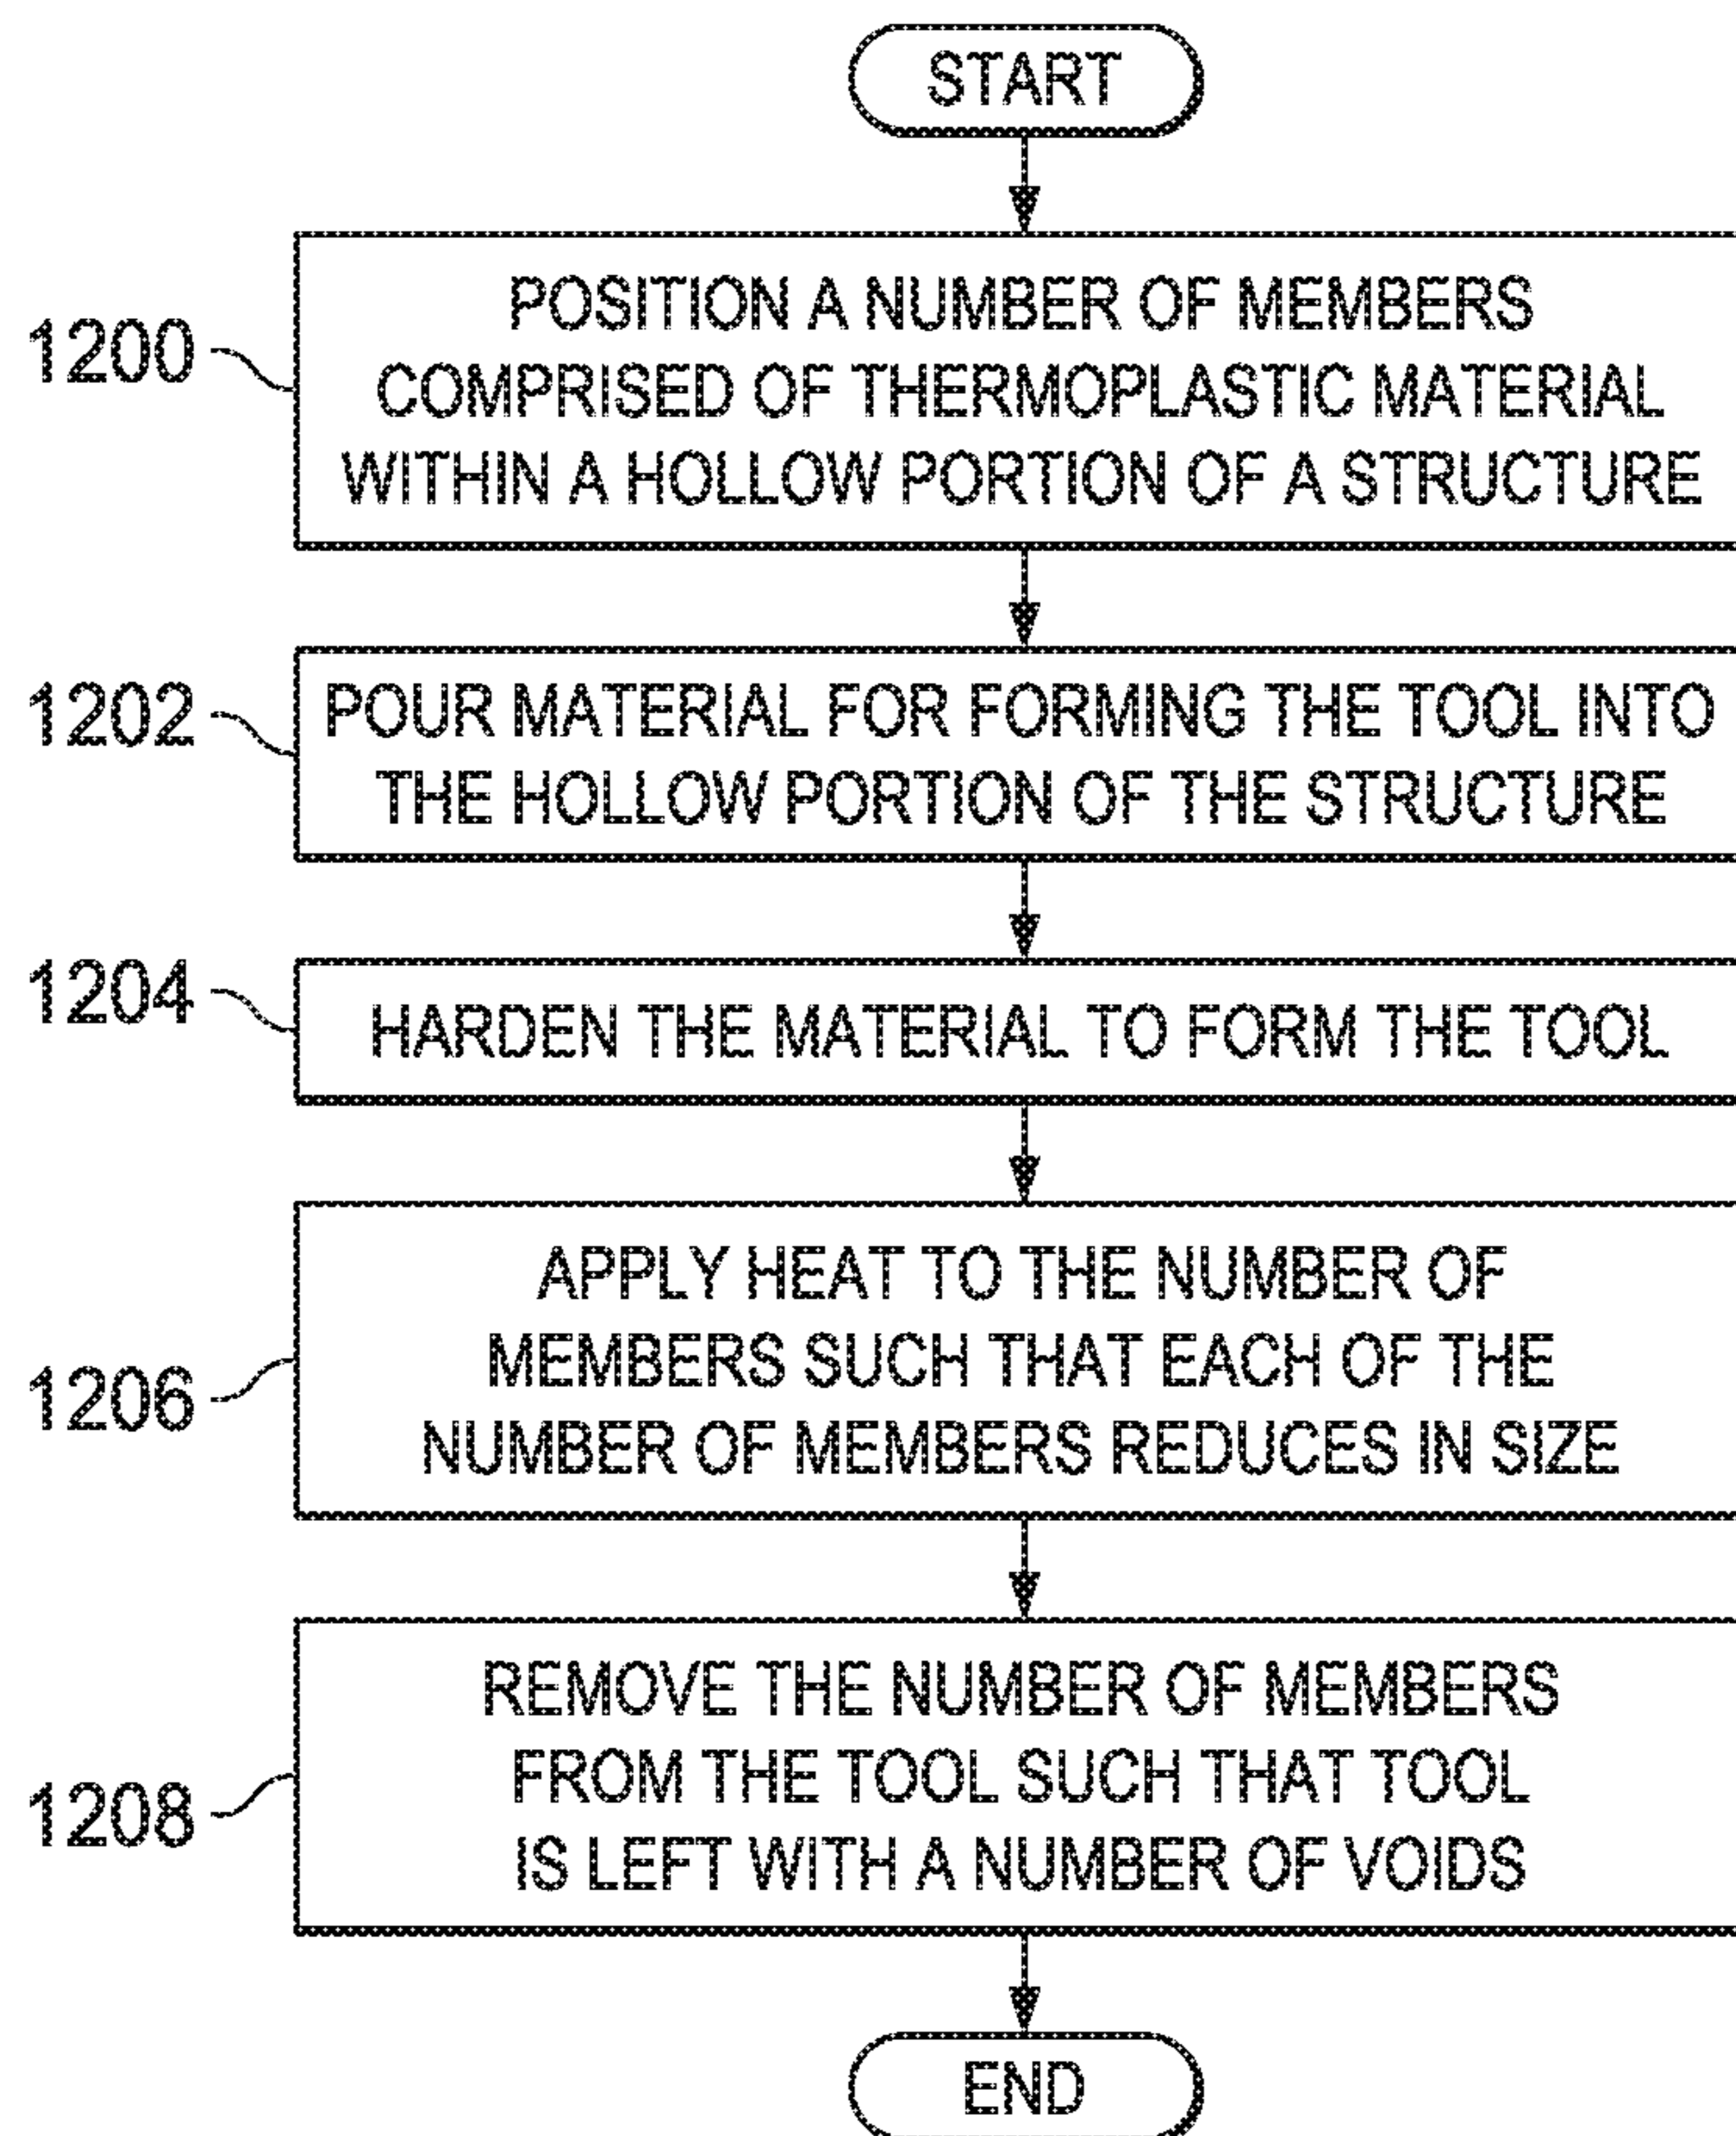 START
1200
POSITION A NUMBER OF MEMBERS
COMPRISED OF THERMOPLASTIC MATERIAL
WITHIN A HOLLOW PORTION OF A STRUCTURE
1202
POUR MATERIAL FOR FORMING THE TOOL INTO
THE HOLLOW PORTION OF THE STRUCTURE
1204
HARDEN THE MATERIAL TO FORM THE TOOL
1206
APPLY HEAT TO THE NUMBER OF
MEMBERS SUCH THAT EACH OF THE
NUMBER OF MEMBERS REDUCES IN SIZE
1208
REMOVE THE NUMBER OF MEMBERS
FROM THE TOOL SUCH THAT TOOL
IS LEFT WITH A NUMBER OF VOIDS
END